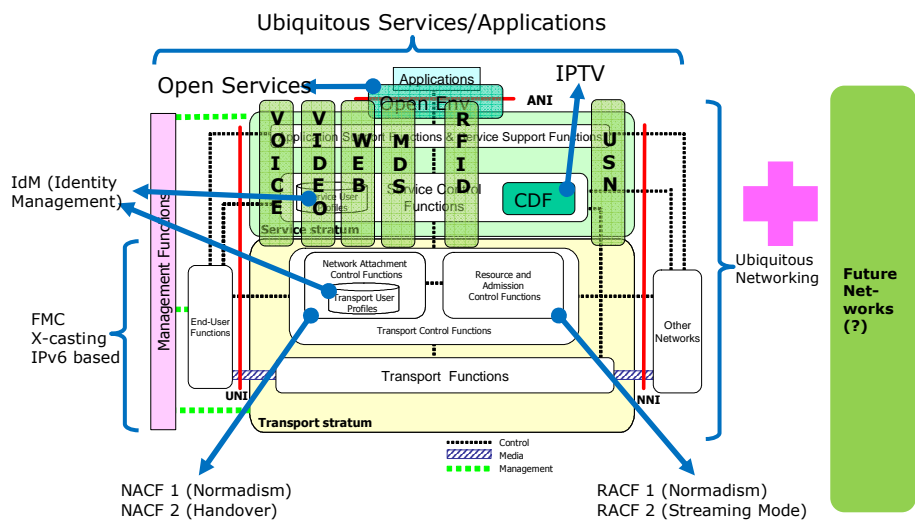 Ubiquitous Services/Applications
Open Services
Applications
Open Env
ANI
IPTV
VOICE
VIDEO
WEB
MDS
RFID
USN
Application Support Functions & Service Support Functions
IdM (Identity
Management)
Management Functions
Service User
Profiles
Service Control
Functions
CDF
Service stratum
Network Attachment
Control Functions
Transport User
Profiles
Resource and
Admission
Control Functions
Transport Control Functions
End-User
Functions
Other
Networks
Ubiquitous
Networking
Future
Net-
works
(?)
FMC
X-casting
IPv6 based
Transport Functions
UNI
NNI
Transport stratum
Control
Media
Management
NACF 1 (Normadism)
NACF 2 (Handover)
RACF 1 (Normadism)
RACF 2 (Streaming Mode)